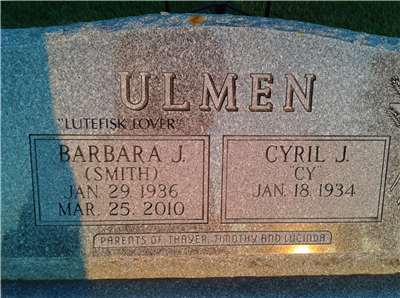 ULMEN
"LUTEFISK LOVER"
BARBARA J.
(SMITH)
JAN. 29 1936
MAR. 25. 2010
CYRIL J.
"CY"
JAN. 18. 1934
PARENTS OF THAYER, TIMOTHY AND LUCINDA